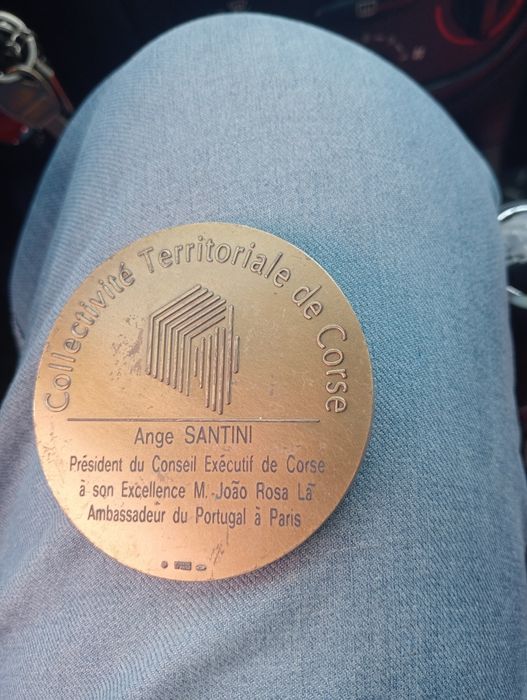 Collectivité Territoriale de Corse
Ange SANTINI
Président du Conseil Exécutif de Corse
à son Excellence M. João Rosa Lã
Ambassadeur du Portugal à Paris